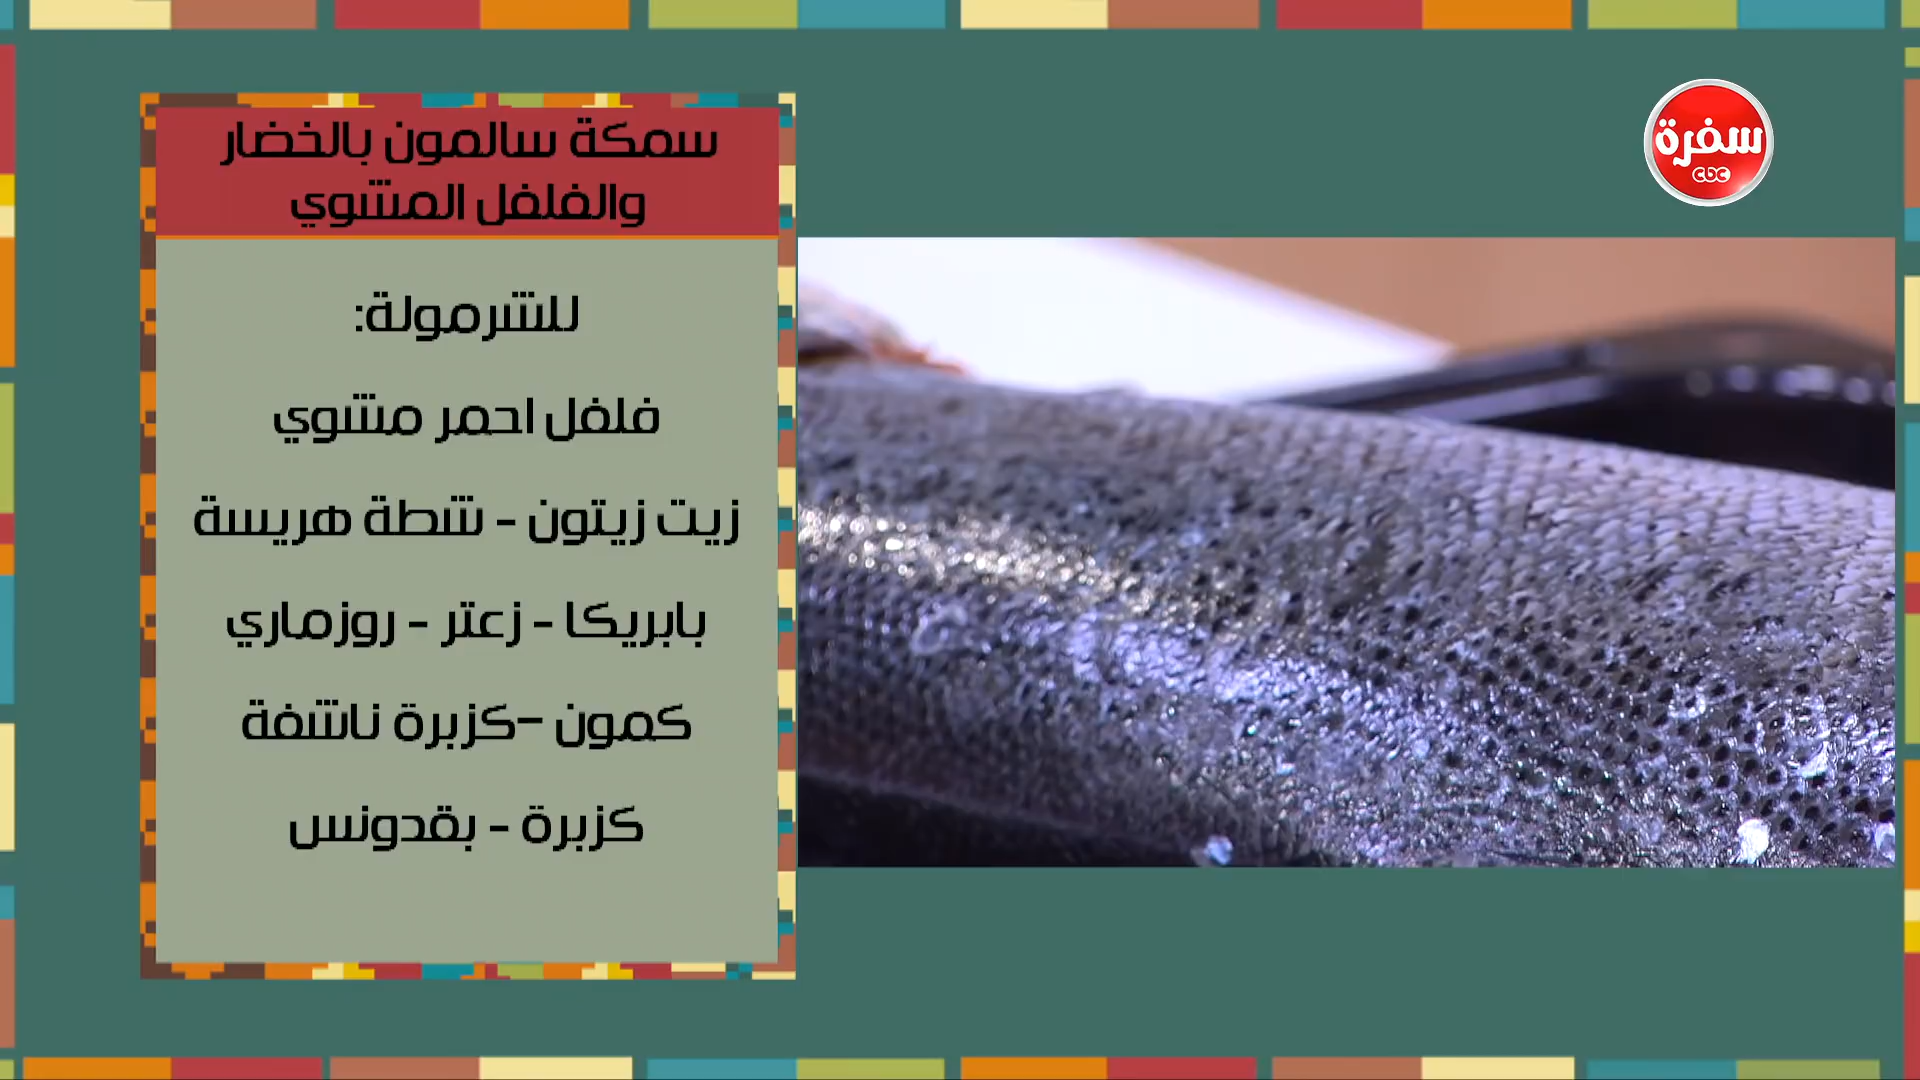 سمكة سالمون بالخضار
والفلفل المشوي
للشرمولة:
فلفل احمر مشوي
زيت زيتون - شطة هريسة
بابريكا - زعتر - روزماري
كمون –كزبرة ناشفة
كزبرة - بقدونس
سفرة
cbc